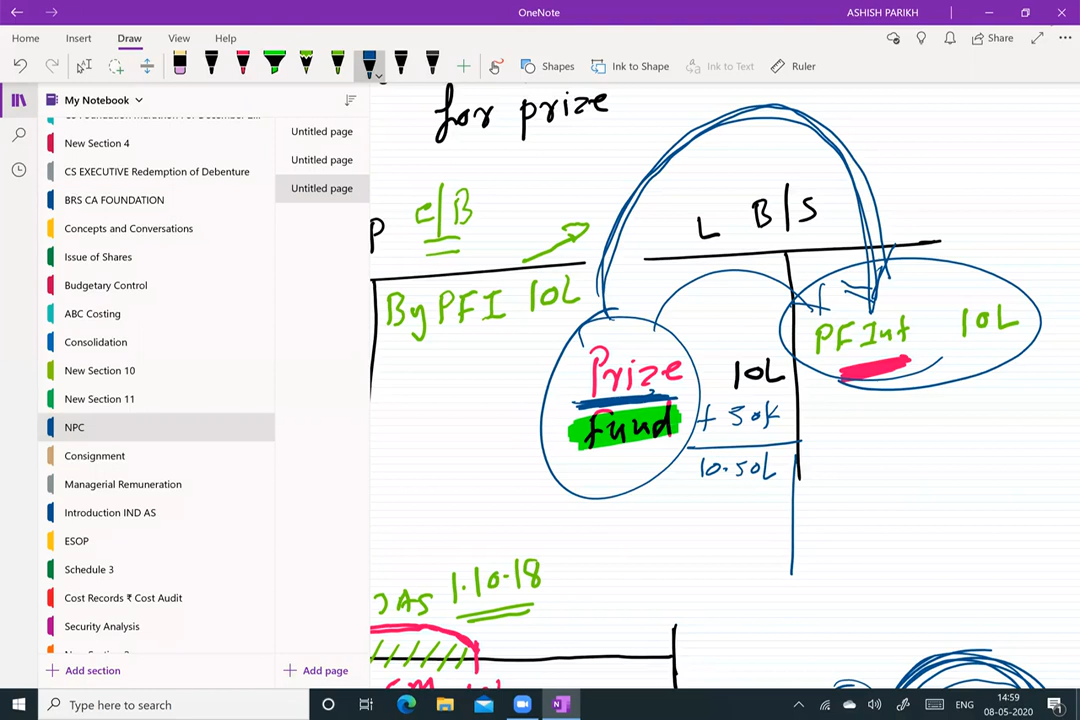 OneNote
ASHISH PARIKH
Home Insert Draw View Help
Share
Shapes
Ink to Shape
Ink to Text
Ruler
My Notebook
New Section 4
CS EXECUTIVE Redemption of Debenture
BRS CA FOUNDATION
Concepts and Conversations
Issue of Shares
Budgetary Control
ABC Costing
Consolidation
New Section 10
New Section 11
NPC
Consignment
Managerial Remuneration
Introduction IND AS
ESOP
Schedule 3
Cost Records ₹ Cost Audit
Security Analysis
Add section
Untitled page
Untitled page
Untitled page
Add page
for prize
P C/B
L B/S
By PFI 10L
PF Int 10L
Prize 10L
Fund + 50K
10.50L
1.10.18
Type here to search
ENG
14:59
08-05-2020